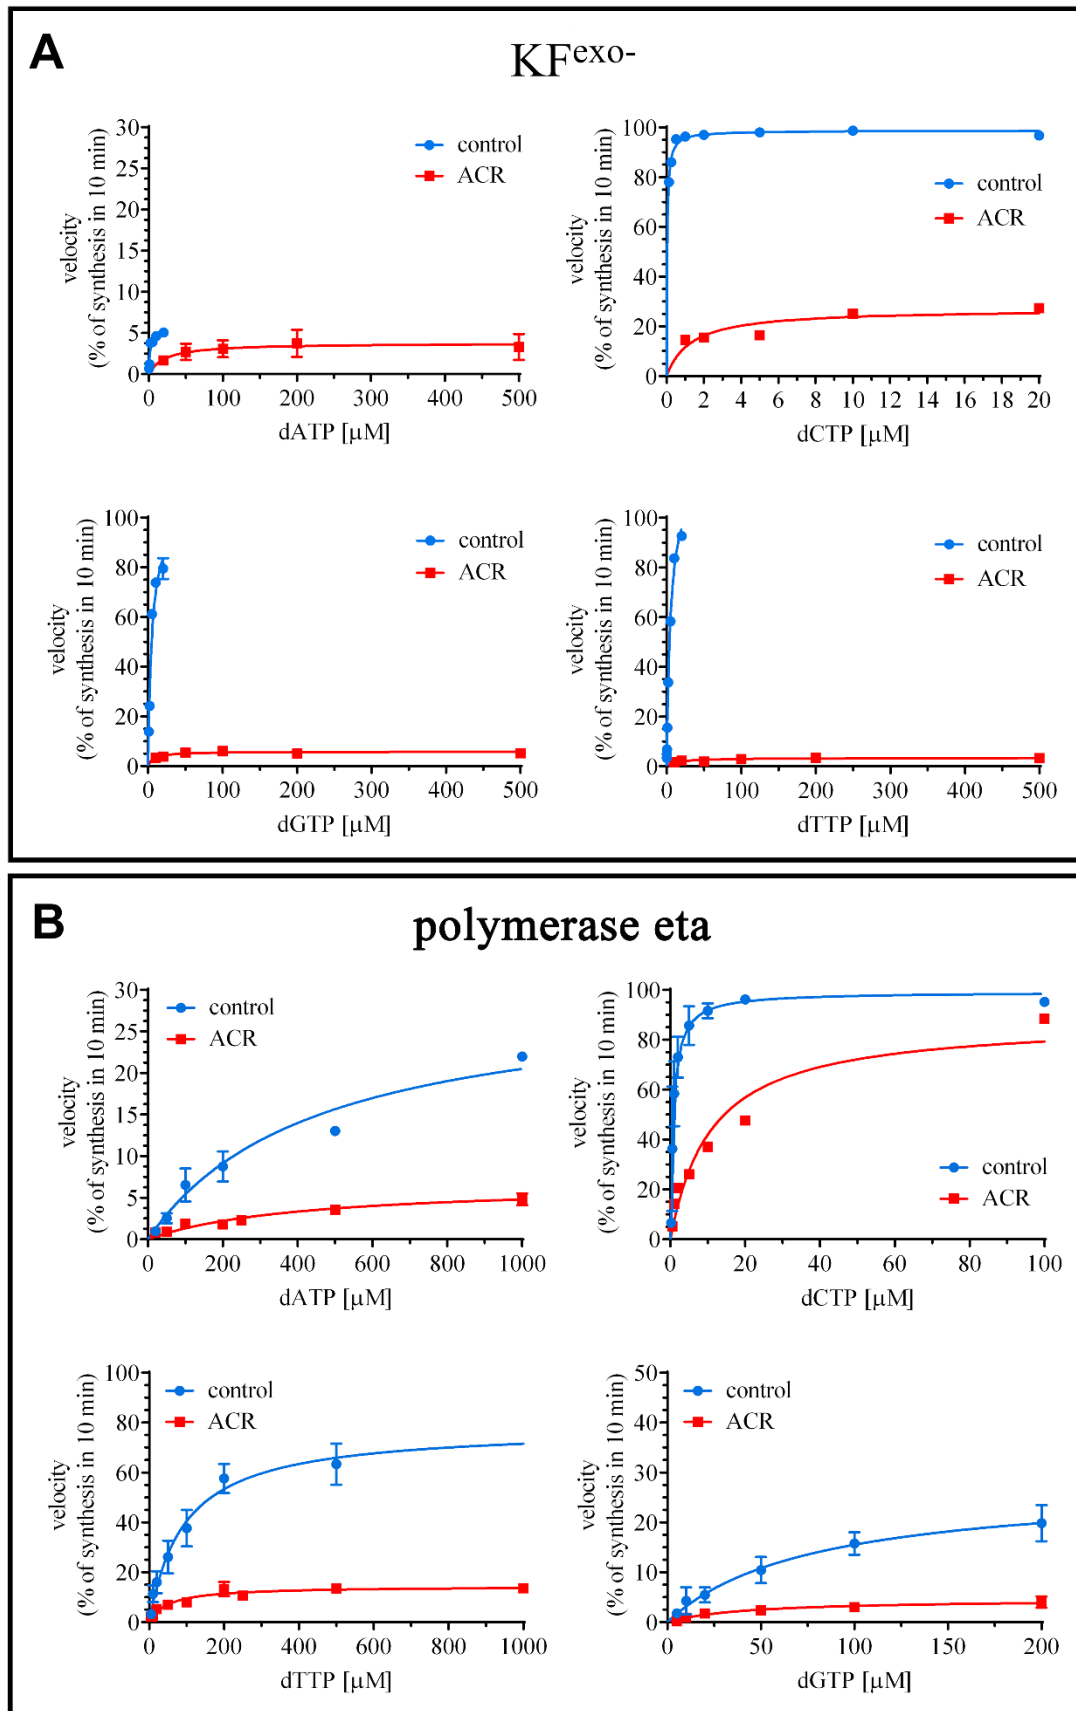 A
KF^exo-
velocity
(% of synthesis in 10 min)
30
25
20
15
10
5
0
control
ACR
0 100 200 300 400 500
dATP [µM]
velocity
(% of synthesis in 10 min)
100
80
60
40
20
0
control
ACR
0 2 4 6 8 10 12 14 16 18 20
dCTP [µM]
velocity
(% of synthesis in 10 min)
100
80
60
40
20
0
control
ACR
0 100 200 300 400 500
dGTP [µM]
velocity
(% of synthesis in 10 min)
100
80
60
40
20
0
control
ACR
0 100 200 300 400 500
dTTP [µM]
B
polymerase eta
velocity
(% of synthesis in 10 min)
30
25
20
15
10
5
0
control
ACR
0 200 400 600 800 1000
dATP [µM]
velocity
(% of synthesis in 10 min)
100
80
60
40
20
0
control
ACR
0 20 40 60 80 100
dCTP [µM]
velocity
(% of synthesis in 10 min)
100
80
60
40
20
0
control
ACR
0 200 400 600 800 1000
dTTP [µM]
velocity
(% of synthesis in 10 min)
50
40
30
20
10
0
control
ACR
0 50 100 150 200
dGTP [µM]